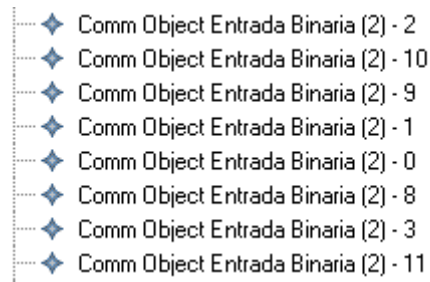 Comm Object Entrada Binaria (2) - 2
Comm Object Entrada Binaria (2) - 10
Comm Object Entrada Binaria (2) - 9
Comm Object Entrada Binaria (2) - 1
Comm Object Entrada Binaria (2) - 0
Comm Object Entrada Binaria (2) - 8
Comm Object Entrada Binaria (2) - 3
Comm Object Entrada Binaria (2) - 11